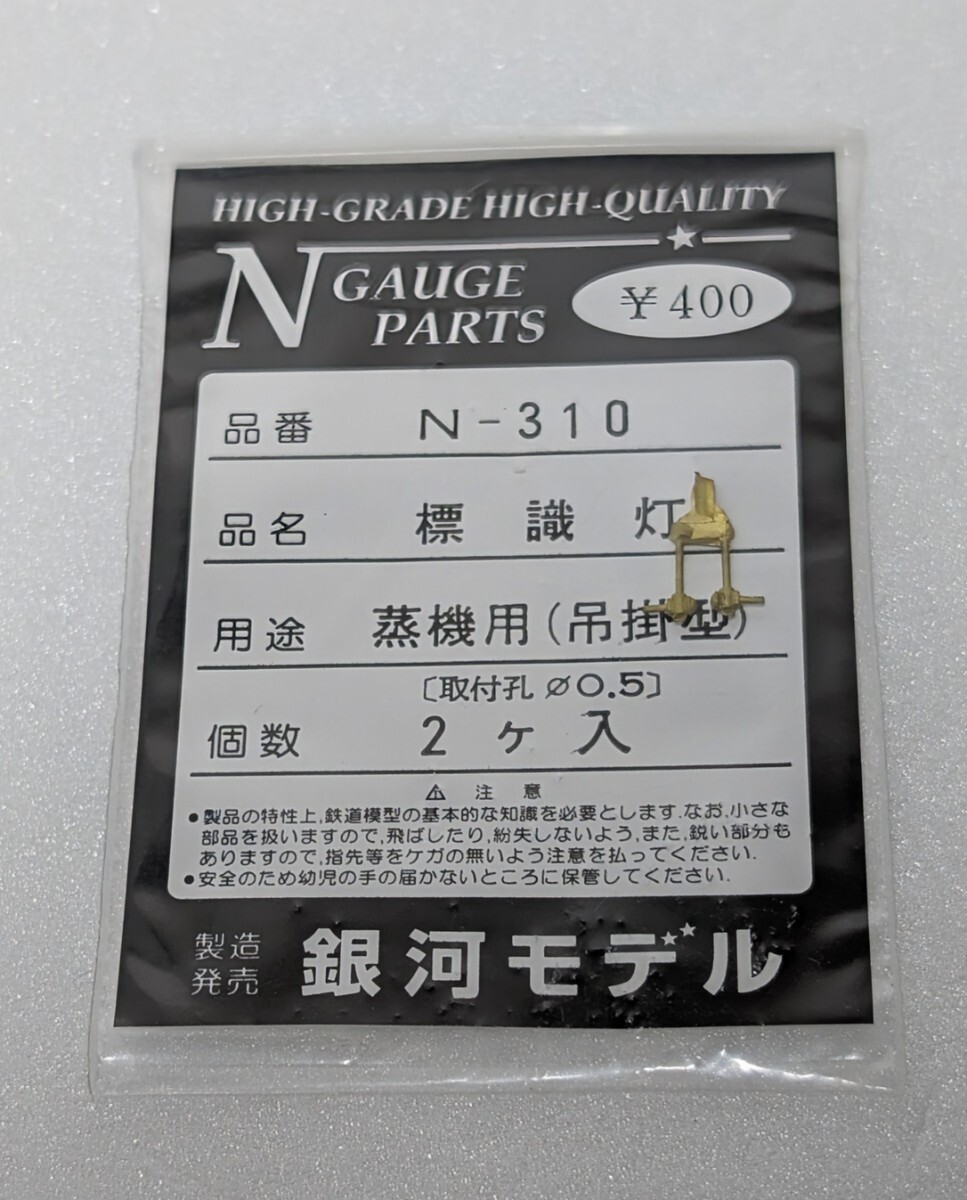 HIGH-GRADE HIGH-QUALITY
N GAUGE
PARTS
¥400
品番 N-310
品名 標識灯
用途 蒸機用(吊掛型)
〔取付孔 ∅0.5〕
個数 2ヶ入
⚠ 注意
●製品の特性上,鉄道模型の基本的な知識を必要とします.なお,小さな
部品を扱いますので,飛ばしたり,紛失しないよう,また,鋭い部分も
ありますので,指先等をケガの無いよう注意を払ってください.
●安全のため幼児の手の届かないところに保管してください.
製造
発売 銀河モデル